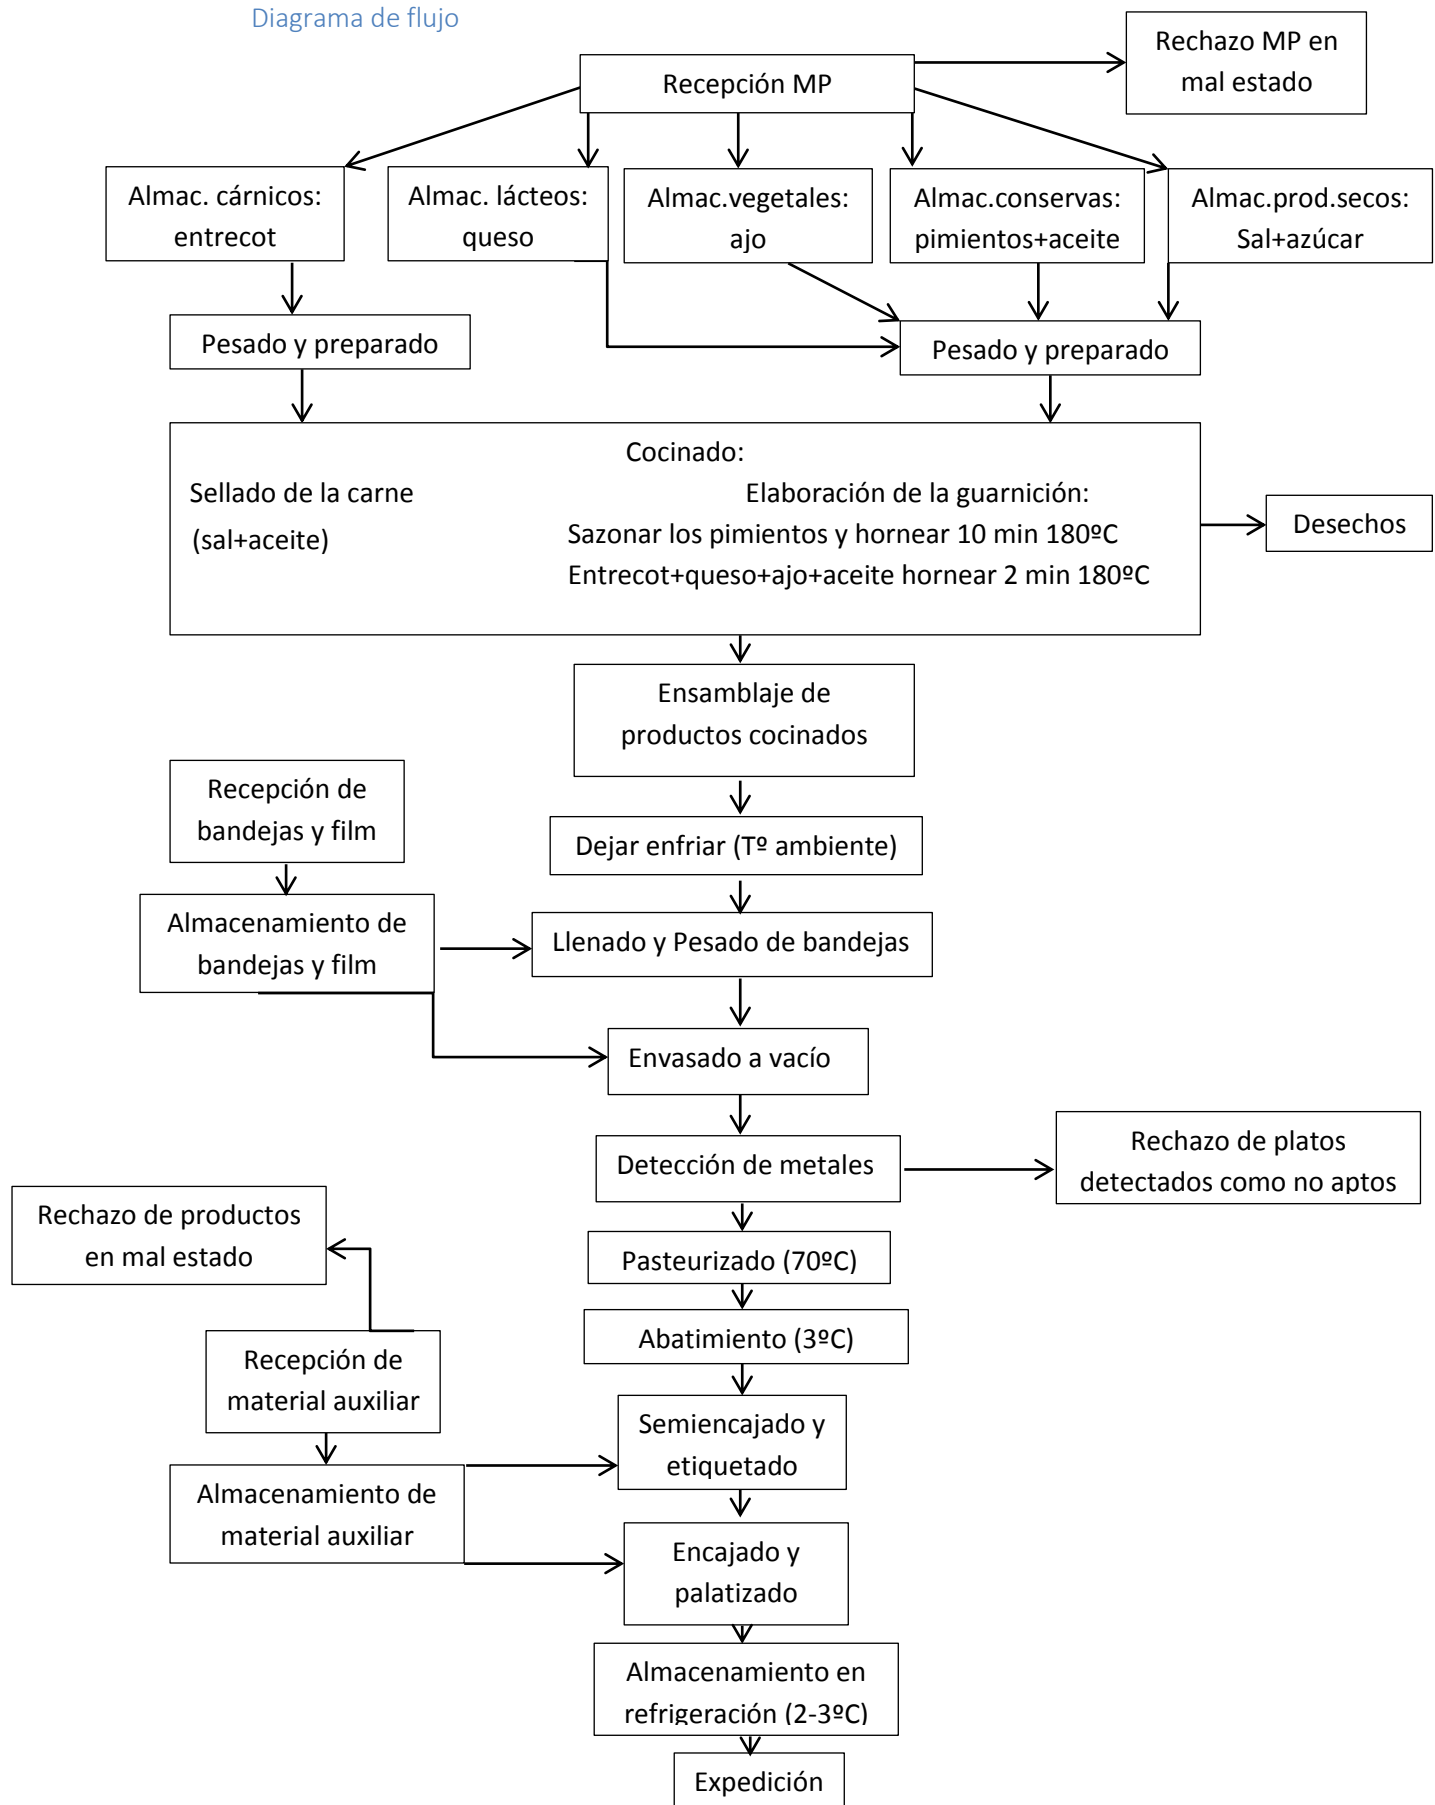 Diagrama de flujo
Rechazo MP en
mal estado
Recepción MP
Almac. cárnicos:
entrecot
Almac. lácteos:
queso
Almac.vegetales:
ajo
Almac.conservas:
pimientos+aceite
Almac.prod.secos:
Sal+azúcar
Pesado y preparado
Pesado y preparado
Cocinado:
Sellado de la carne
(sal+aceite)
Elaboración de la guarnición:
Sazonar los pimientos y hornear 10 min 180ºC
Entrecot+queso+ajo+aceite hornear 2 min 180ºC
Desechos
Ensamblaje de
productos cocinados
Recepción de
bandejas y film
Dejar enfriar (Tº ambiente)
Almacenamiento de
bandejas y film
Llenado y Pesado de bandejas
Envasado a vacío
Detección de metales
Rechazo de platos
detectados como no aptos
Rechazo de productos
en mal estado
Pasteurizado (70ºC)
Abatimiento (3ºC)
Recepción de
material auxiliar
Semiencajado y
etiquetado
Almacenamiento de
material auxiliar
Encajado y
palatizado
Almacenamiento en
refrigeración (2-3ºC)
Expedición